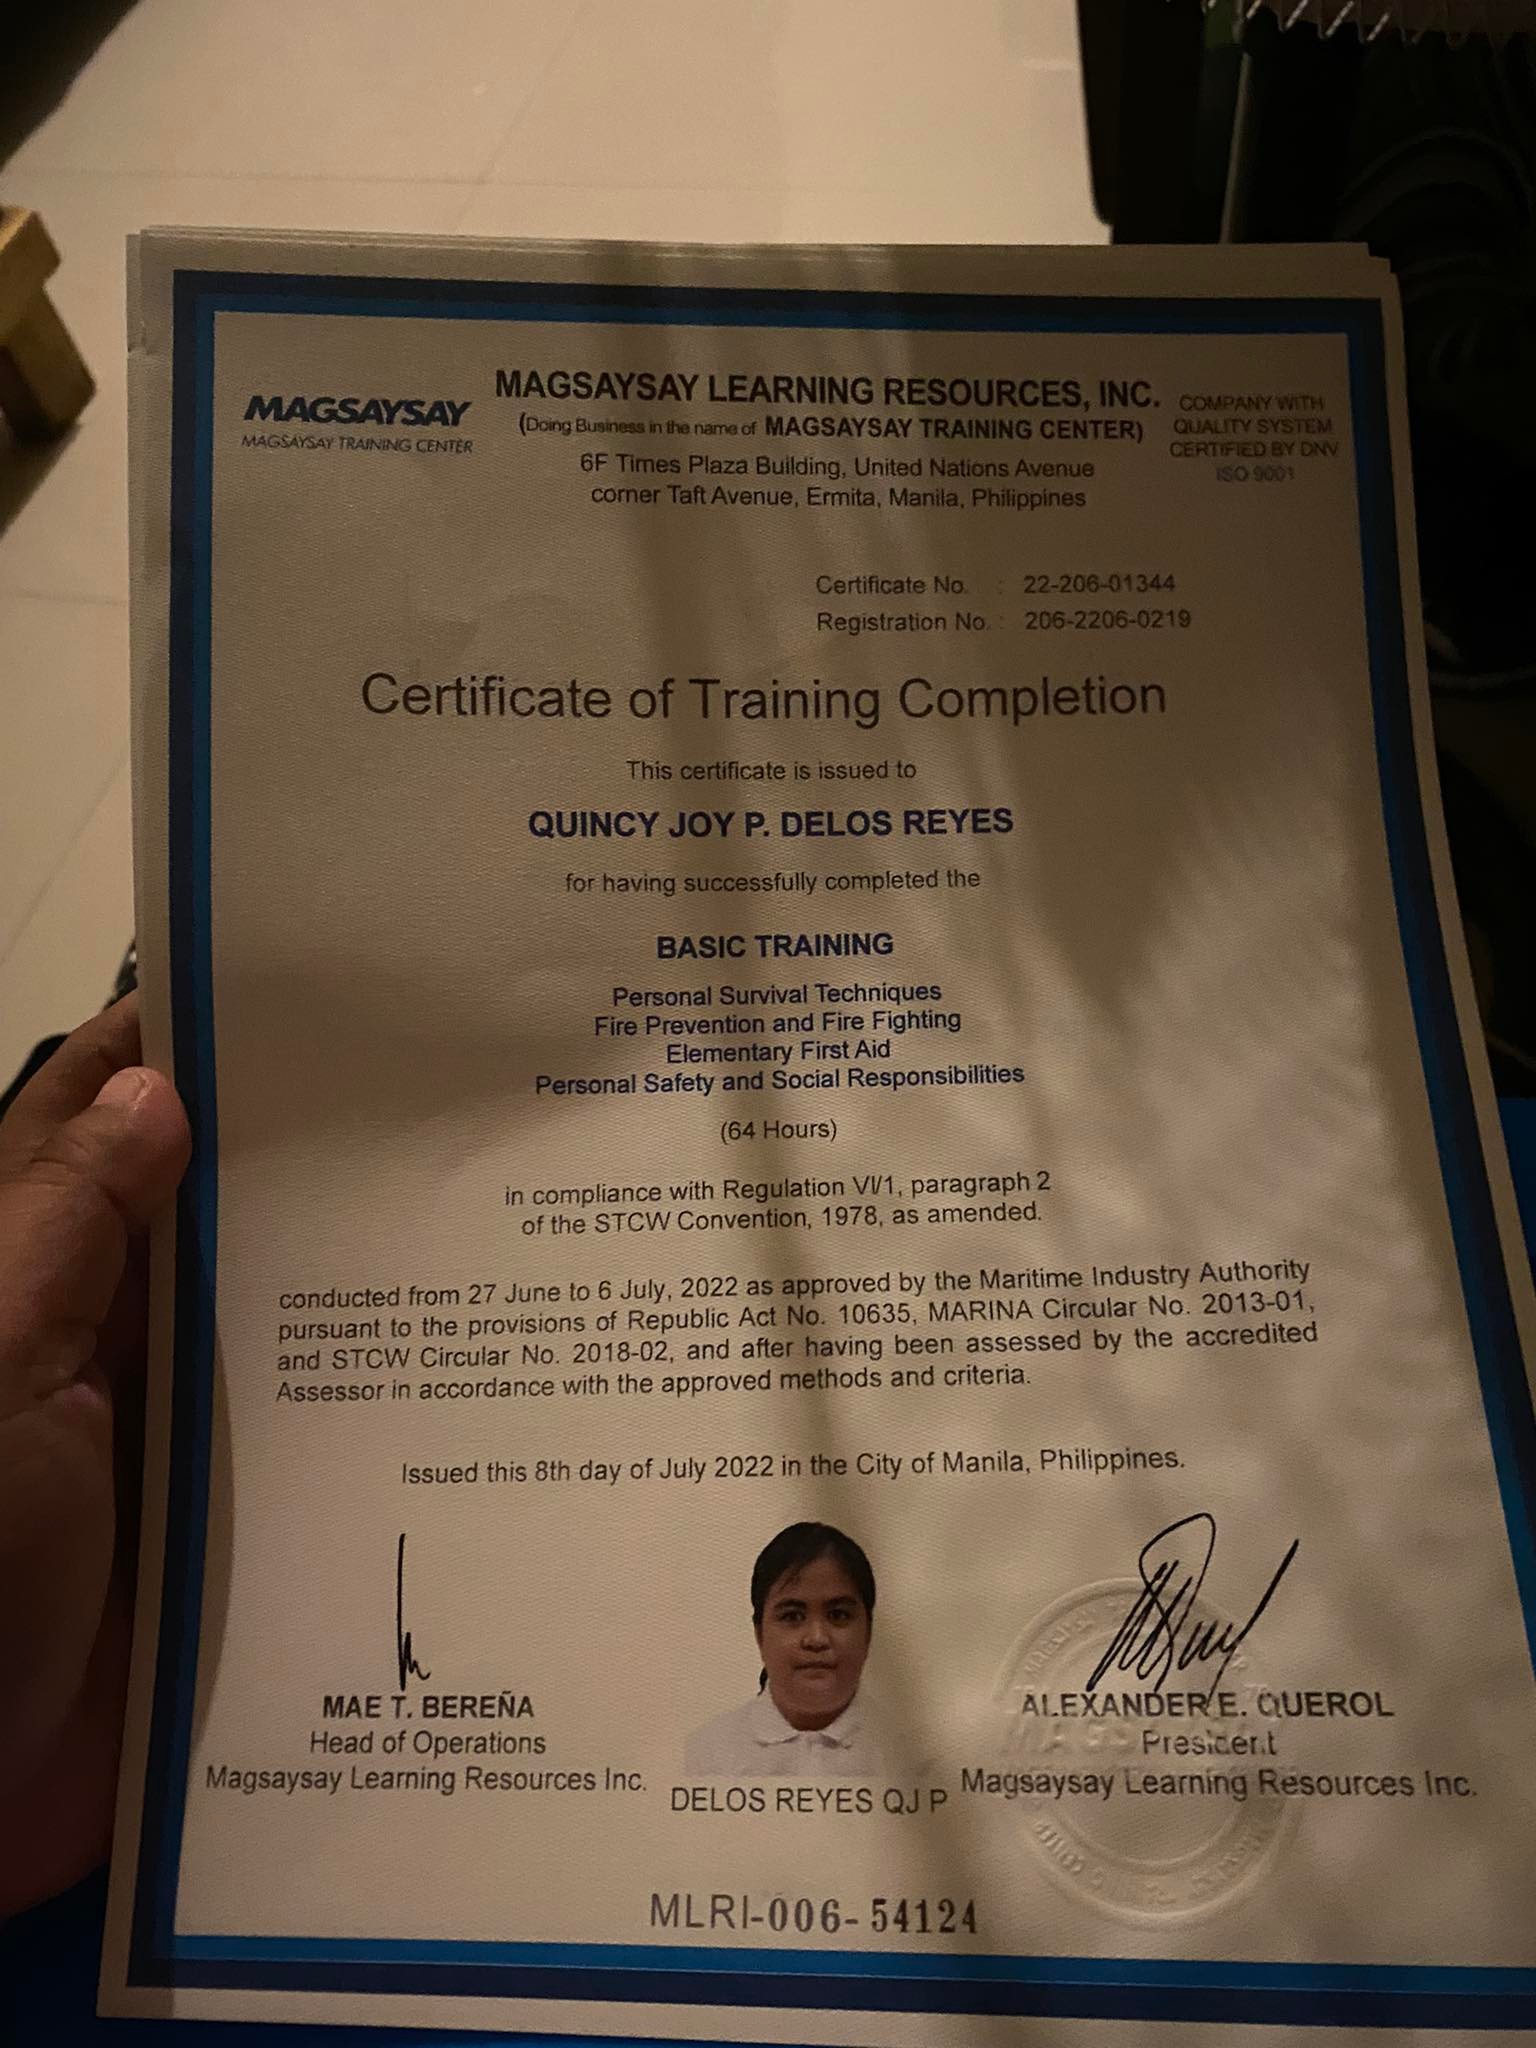 MAGSAYSAY
MAGSAYSAY TRAINING CENTER
MAGSAYSAY LEARNING RESOURCES, INC.
(Doing Business in the name of MAGSAYSAY TRAINING CENTER)
6F Times Plaza Building, United Nations Avenue
corner Taft Avenue, Ermita, Manila, Philippines
COMPANY WITH
QUALITY SYSTEM
CERTIFIED BY DNV
ISO 9001
Certificate No. : 22-206-01344
Registration No. : 206-2206-0219
Certificate of Training Completion
This certificate is issued to
QUINCY JOY P. DELOS REYES
for having successfully completed the
BASIC TRAINING
Personal Survival Techniques
Fire Prevention and Fire Fighting
Elementary First Aid
Personal Safety and Social Responsibilities
(64 Hours)
in compliance with Regulation VI/1, paragraph 2
of the STCW Convention, 1978, as amended.
conducted from 27 June to 6 July, 2022 as approved by the Maritime Industry Authority
pursuant to the provisions of Republic Act No. 10635, MARINA Circular No. 2013-01,
and STCW Circular No. 2018-02, and after having been assessed by the accredited
Assessor in accordance with the approved methods and criteria.
Issued this 8th day of July 2022 in the City of Manila, Philippines.
MAE T. BEREÑA
Head of Operations
Magsaysay Learning Resources Inc.
DELOS REYES QJ P
ALEXANDER E. QUEROL
President
Magsaysay Learning Resources Inc.
MLRI-006-54124